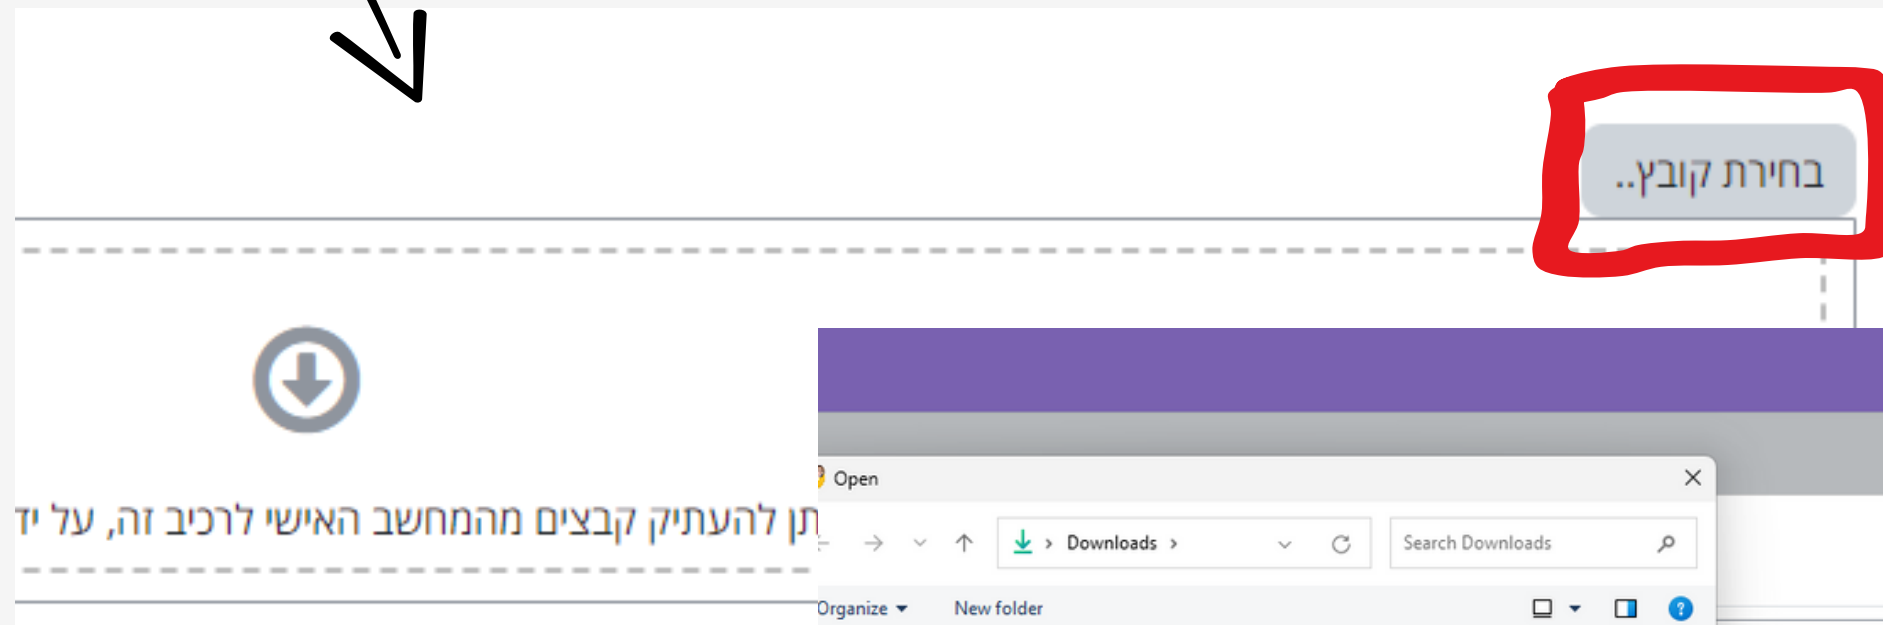 בחירת קובץ..
תן להעתיק קבצים מהמחשב האישי לרכיב זה, על יד
Open
Downloads
Search Downloads
Organize
New folder
?